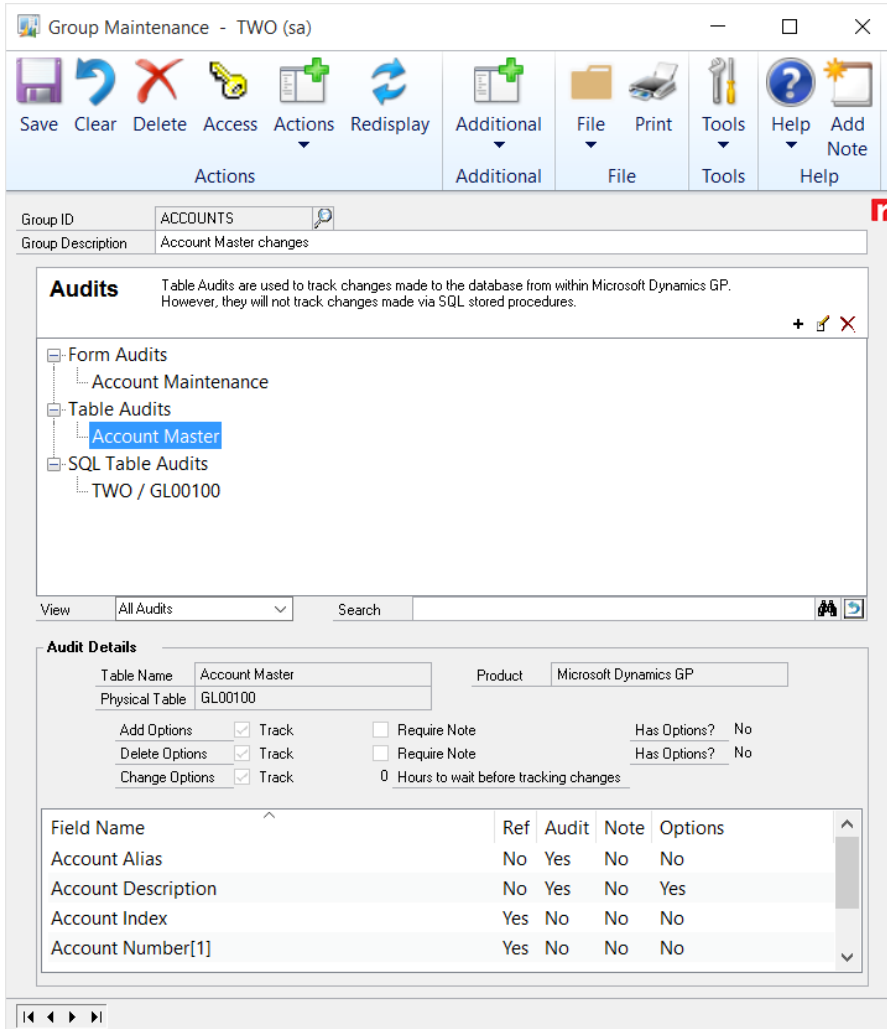 Group Maintenance - TWO (sa)
Save Clear Delete Access Actions Redisplay Additional File Print Tools Help Add Note
Actions Additional File Tools Help
Group ID ACCOUNTS
Group Description Account Master changes
Audits Table Audits are used to track changes made to the database from within Microsoft Dynamics GP.
However, they will not track changes made via SQL stored procedures.
Form Audits
Account Maintenance
Table Audits
Account Master
SQL Table Audits
TWO / GL00100
View All Audits Search
Audit Details
Table Name Account Master Product Microsoft Dynamics GP
Physical Table GL00100
Add Options Track Require Note Has Options? No
Delete Options Track Require Note Has Options? No
Change Options Track 0 Hours to wait before tracking changes
Field Name Ref Audit Note Options
Account Alias No Yes No No
Account Description No Yes No Yes
Account Index Yes No No No
Account Number[1] Yes No No No